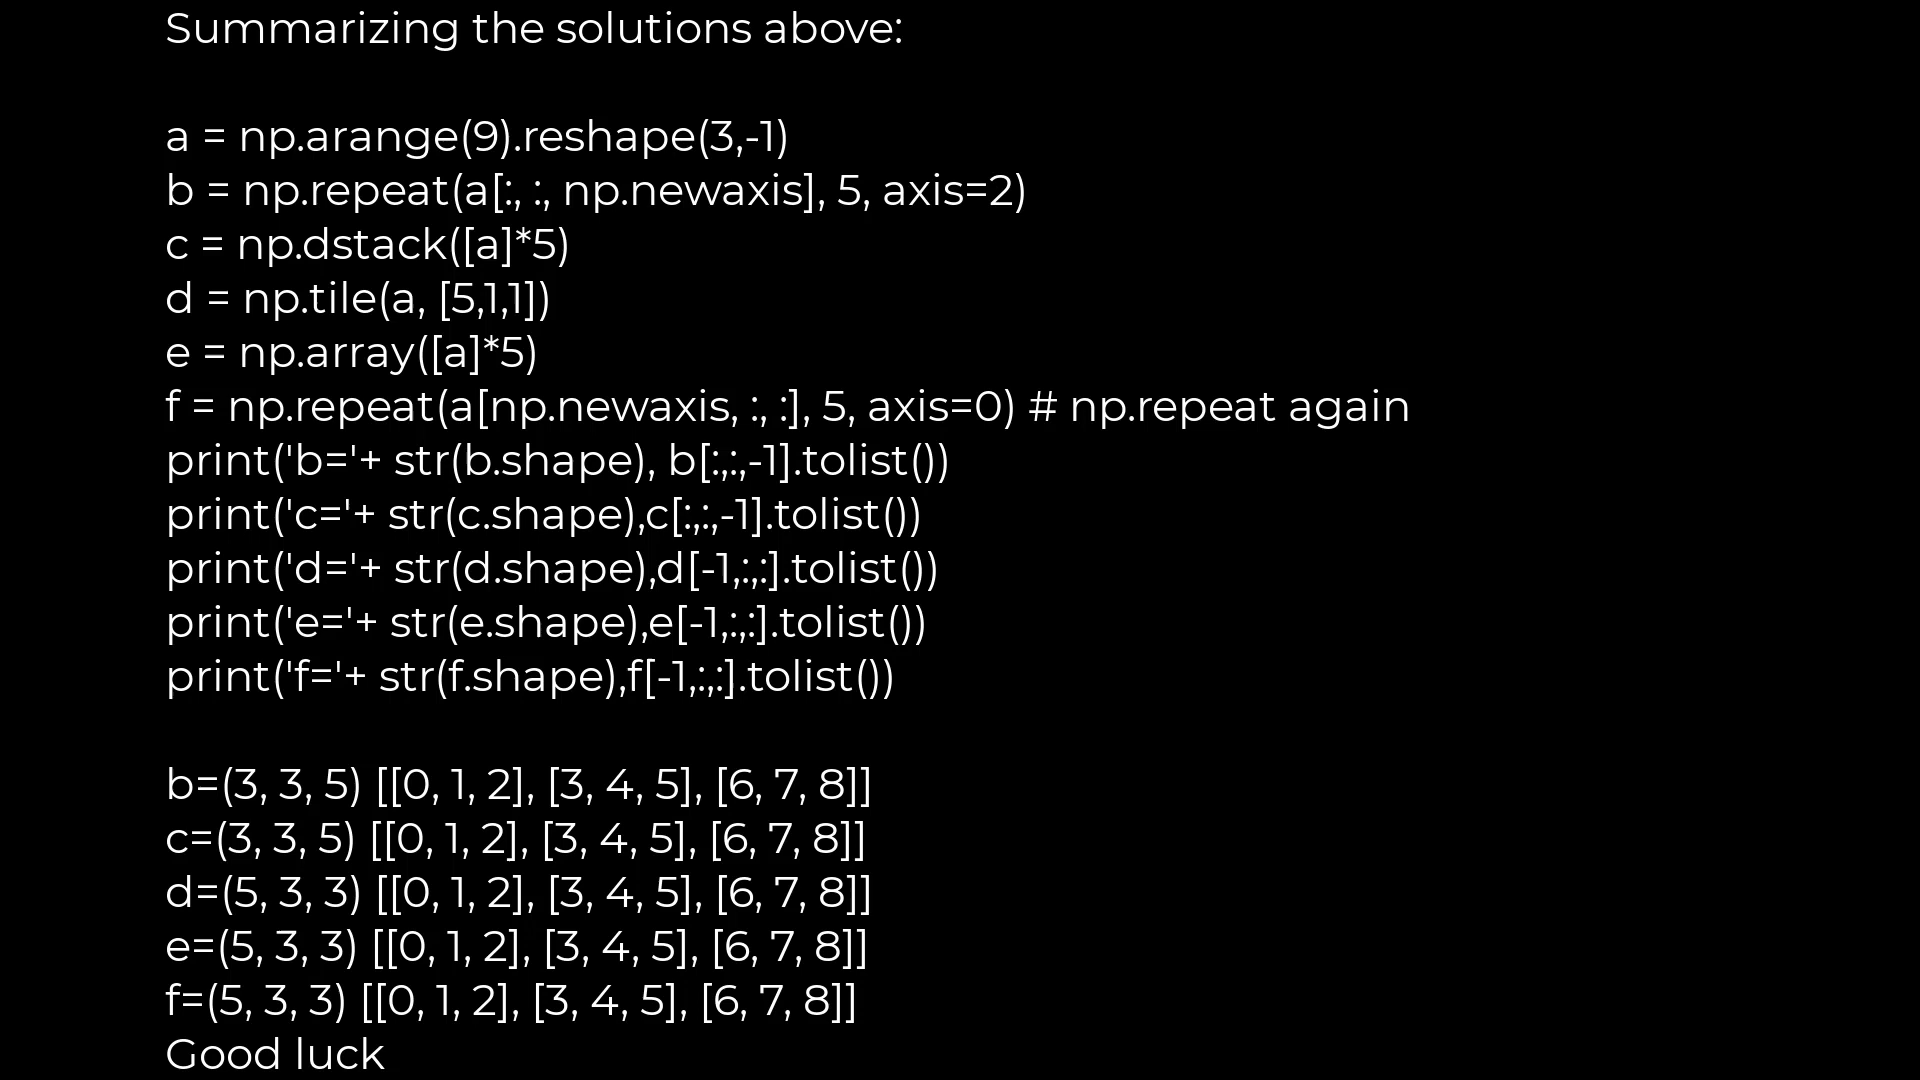 Summarizing the solutions above:
a = np.arange(9).reshape(3,-1)
b = np.repeat(a[:, :, np.newaxis], 5, axis=2)
c = np.dstack([a]*5)
d = np.tile(a, [5,1,1])
e = np.array([a]*5)
f = np.repeat(a[np.newaxis, :, :], 5, axis=0) # np.repeat again
print('b='+ str(b.shape), b[:,:,-1].tolist())
print('c='+ str(c.shape),c[:,:,-1].tolist())
print('d='+ str(d.shape),d[-1,:,:].tolist())
print('e='+ str(e.shape),e[-1,:,:].tolist())
print('f='+ str(f.shape),f[-1,:,:].tolist())
b=(3, 3, 5) [[0, 1, 2], [3, 4, 5], [6, 7, 8]]
c=(3, 3, 5) [[0, 1, 2], [3, 4, 5], [6, 7, 8]]
d=(5, 3, 3) [[0, 1, 2], [3, 4, 5], [6, 7, 8]]
e=(5, 3, 3) [[0, 1, 2], [3, 4, 5], [6, 7, 8]]
f=(5, 3, 3) [[0, 1, 2], [3, 4, 5], [6, 7, 8]]
Good luck